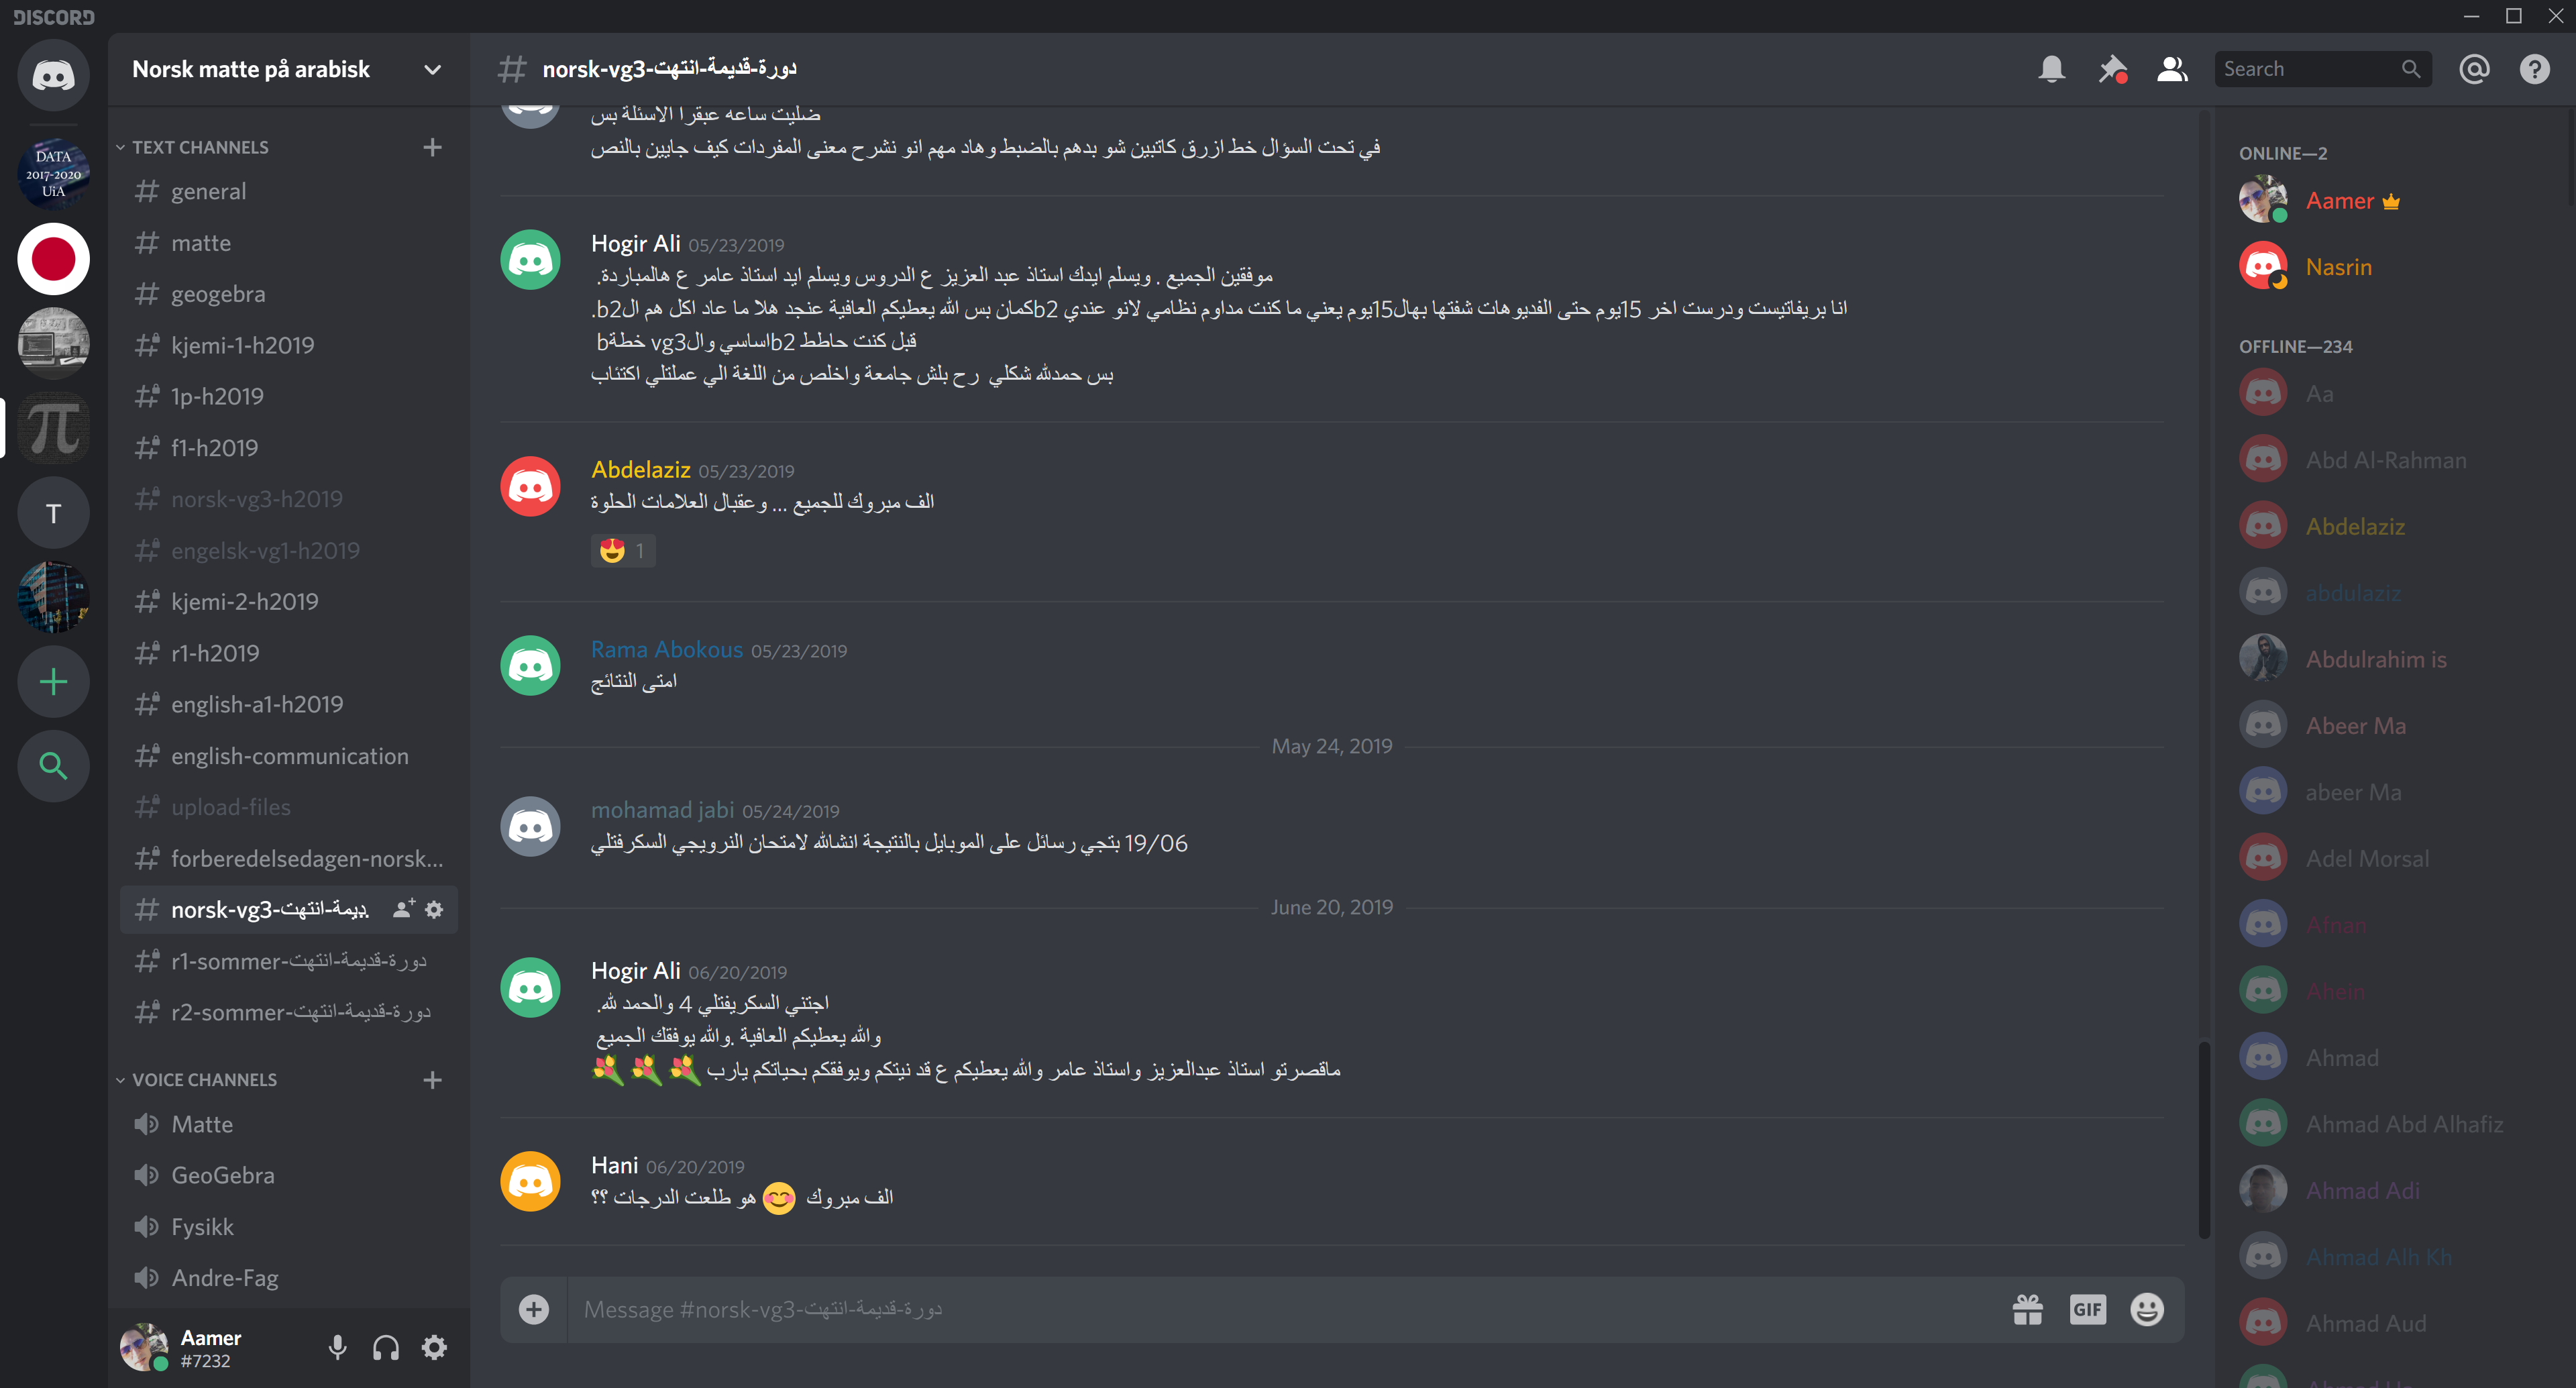 DISCORD
DATA
2017-2020
UiA
T
Norsk matte på arabisk
TEXT CHANNELS
general
matte
geogebra
kjemi-1-h2019
1p-h2019
f1-h2019
norsk-vg3-h2019
engelsk-vg1-h2019
kjemi-2-h2019
r1-h2019
english-a1-h2019
english-communication
upload-files
forberedelsedagen-norsk...
norsk-vg3-ديمة-انتهت
r1-sommer-دورة-قديمة-انتهت
r2-sommer-دورة-قديمة-انتهت
VOICE CHANNELS
Matte
GeoGebra
Fysikk
Andre-Fag
Aamer
#7232
norsk-vg3-دورة-قديمة-انتهت
Search
ضليت ساعه عبقرا الاسئلة بس
في تحت السؤال خط ازرق كاتبين شو بدهم بالضبط وهاد مهم انو نشرح معنى المفردات كيف جايين بالنص
Hogir Ali 05/23/2019
موفقين الجميع . ويسلم ايدك استاذ عبد العزيز ع الدروس ويسلم ايد استاذ عامر ع هالمباردة.
انا بريفاتيست ودرست اخر 15يوم حتى الفديوهات شفتها بهال15يوم يعني ما كنت مداوم نظامي لانو عندي b2كمان بس الله يعطيكم العافية عنجد هلا ما عاد اكل هم الb2.
قبل كنت حاطط b2اساسي والvg3 خطةb
بس حمدلله شكلي رح بلش جامعة واخلص من اللغة الي عملتلي اكتئاب
Abdelaziz 05/23/2019
الف مبروك للجميع ... وعقبال العلامات الحلوة
😍 1
Rama Abokous 05/23/2019
امتى النتائج
May 24, 2019
mohamad jabi 05/24/2019
19/06 بتجي رسائل على الموبايل بالنتيجة انشالله لامتحان النرويجي السكرفتلي
June 20, 2019
Hogir Ali 06/20/2019
اجتني السكريفتلي 4 والحمد لله.
والله يعطيكم العافية .والله يوفقك الجميع
ماقصرتو استاذ عبدالعزيز واستاذ عامر والله يعطيكم ع قد نيتكم ويوفقكم بحياتكم يارب
Hani 06/20/2019
الف مبروك 😊 هو طلعت الدرجات ؟؟
Message #norsk-vg3-دورة-قديمة-انتهت
GIF
ONLINE—2
Aamer
Nasrin
OFFLINE—234
Aa
Abd Al-Rahman
Abdelaziz
abdulaziz
Abdulrahim is
Abeer Ma
abeer Ma
Adel Morsal
Afnan
Ahein
Ahmad
Ahmad Abd Alhafiz
Ahmad Adi
Ahmad Alh Kh
Ahmad Aud